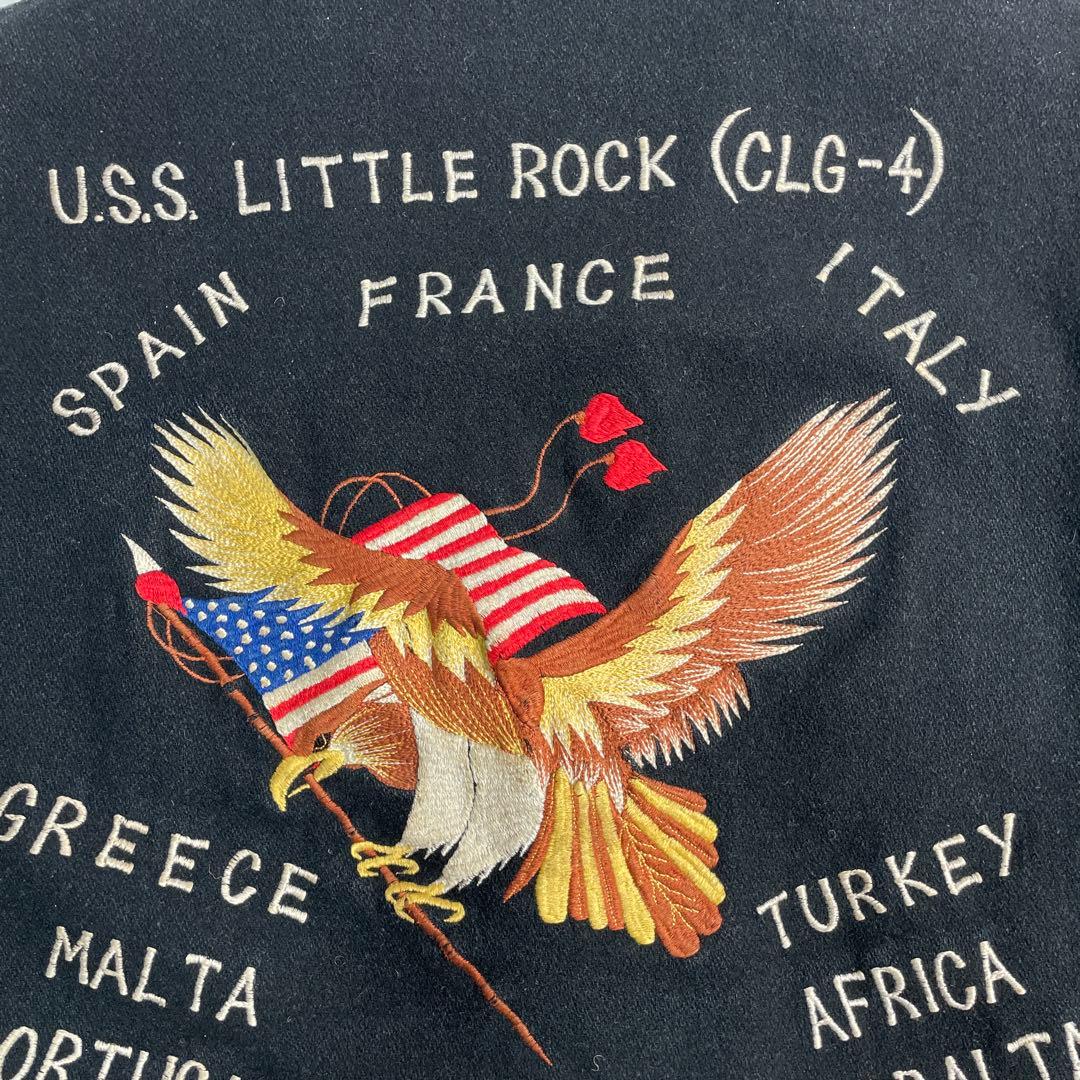 U.S.S. LITTLE ROCK (CLG-4)
SPAIN FRANCE ITALY
GREECE TURKEY
MALTA AFRICA